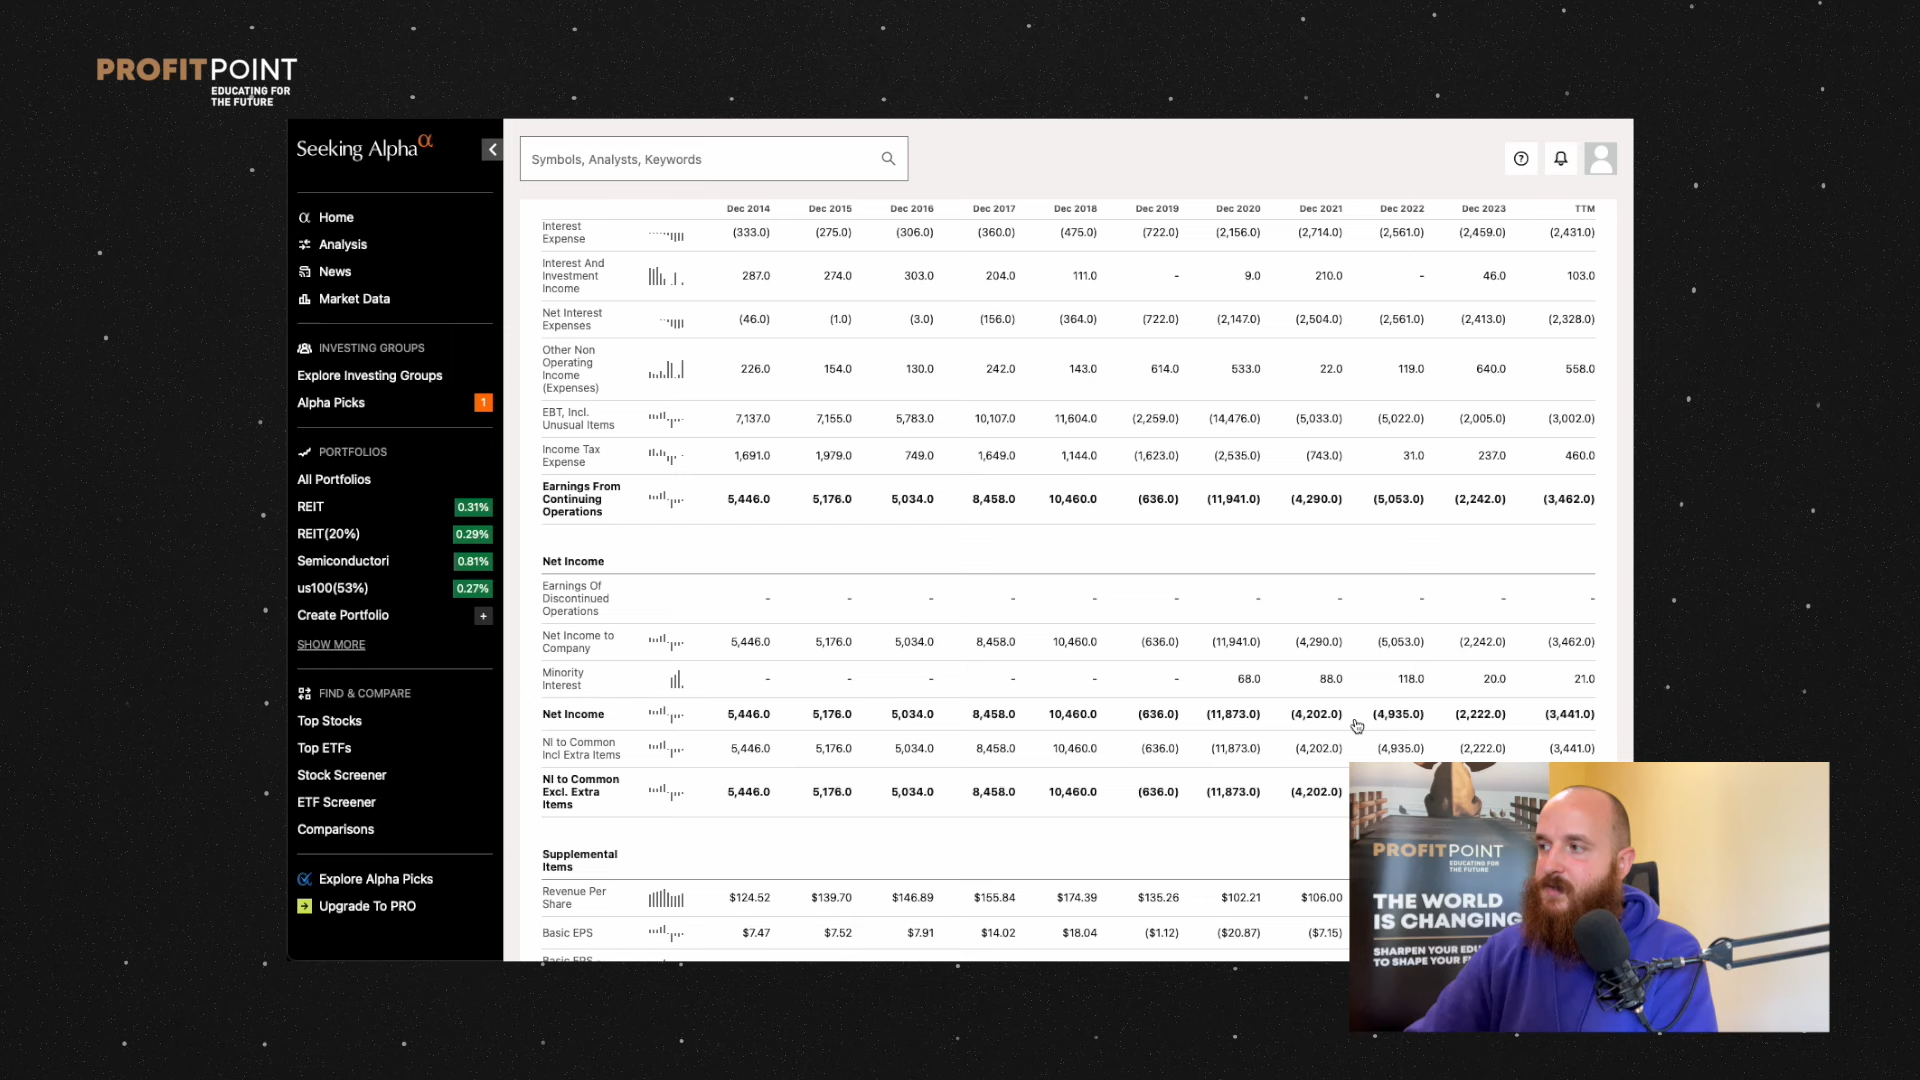 PROFITPOINT
EDUCATING FOR
THE FUTURE
Seeking Alphaα
Home
Analysis
News
Market Data
INVESTING GROUPS
Explore Investing Groups
Alpha Picks 1
PORTFOLIOS
All Portfolios
REIT 0.31%
REIT(20%) 0.29%
Semiconductori 0.81%
us100(53%) 0.27%
Create Portfolio +
SHOW MORE
FIND & COMPARE
Top Stocks
Top ETFs
Stock Screener
ETF Screener
Comparisons
Explore Alpha Picks
Upgrade To PRO
Symbols, Analysts, Keywords
Dec 2014 Dec 2015 Dec 2016 Dec 2017 Dec 2018 Dec 2019 Dec 2020 Dec 2021 Dec 2022 Dec 2023 TTM
Interest
Expense (333.0) (275.0) (306.0) (360.0) (475.0) (722.0) (2,156.0) (2,714.0) (2,561.0) (2,459.0) (2,431.0)
Interest And
Investment
Income 287.0 274.0 303.0 204.0 111.0 - 9.0 210.0 - 46.0 103.0
Net Interest
Expenses (46.0) (1.0) (3.0) (156.0) (364.0) (722.0) (2,147.0) (2,504.0) (2,561.0) (2,413.0) (2,328.0)
Other Non
Operating
Income
(Expenses) 226.0 154.0 130.0 242.0 143.0 614.0 533.0 22.0 119.0 640.0 558.0
EBT, Incl.
Unusual Items 7,137.0 7,155.0 5,783.0 10,107.0 11,604.0 (2,259.0) (14,476.0) (5,033.0) (5,022.0) (2,005.0) (3,002.0)
Income Tax
Expense 1,691.0 1,979.0 749.0 1,649.0 1,144.0 (1,623.0) (2,535.0) (743.0) 31.0 237.0 460.0
Earnings From
Continuing
Operations 5,446.0 5,176.0 5,034.0 8,458.0 10,460.0 (636.0) (11,941.0) (4,290.0) (5,053.0) (2,242.0) (3,462.0)
Net Income
Earnings Of
Discontinued
Operations - - - - - - - - - - -
Net Income to
Company 5,446.0 5,176.0 5,034.0 8,458.0 10,460.0 (636.0) (11,941.0) (4,290.0) (5,053.0) (2,242.0) (3,462.0)
Minority
Interest - - - - - - 68.0 88.0 118.0 20.0 21.0
Net Income 5,446.0 5,176.0 5,034.0 8,458.0 10,460.0 (636.0) (11,873.0) (4,202.0) (4,935.0) (2,222.0) (3,441.0)
NI to Common
Incl Extra Items 5,446.0 5,176.0 5,034.0 8,458.0 10,460.0 (636.0) (11,873.0) (4,202.0) (4,935.0) (2,222.0) (3,441.0)
NI to Common
Excl. Extra
Items 5,446.0 5,176.0 5,034.0 8,458.0 10,460.0 (636.0) (11,873.0) (4,202.0)
Supplemental
Items
Revenue Per
Share $124.52 $139.70 $146.89 $155.84 $174.39 $135.26 $102.21 $106.00
Basic EPS $7.47 $7.52 $7.91 $14.02 $18.04 ($1.12) ($20.87) ($7.15)
Basic EPS -
PROFITPOINT
EDUCATING FOR
THE FUTURE
THE WORLD
IS CHANGING
SHARPEN YOUR
TO SHAPE YOUR